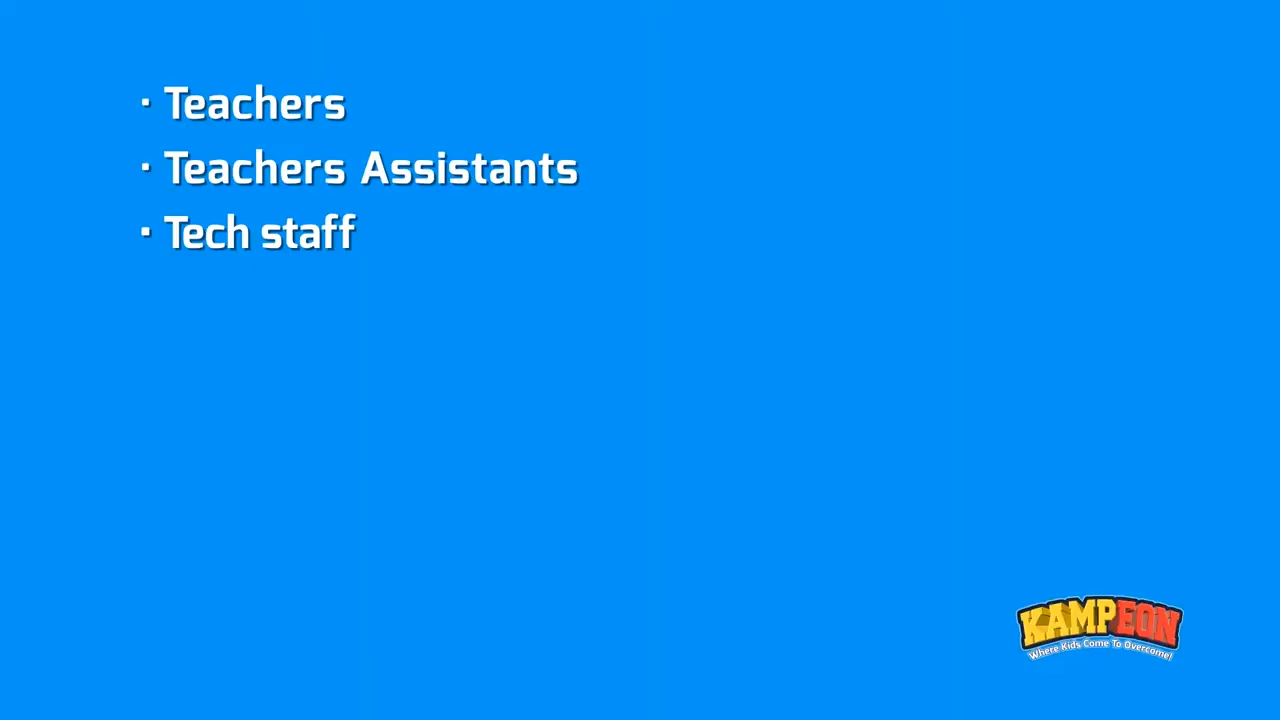 · Teachers
· Teachers Assistants
· Tech staff
KAMPEON
Where Kids Come To Overcome!